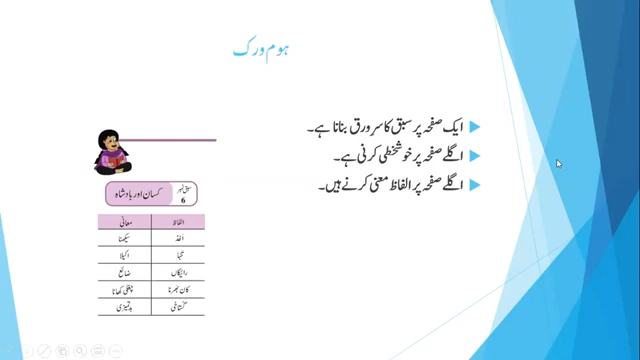 ہوم ورک
ایک صفحہ پر سبق کا سرورق بنانا ہے۔
اگلے صفحہ پر خوشخطی کرنی ہے۔
اگلے صفحہ پر الفاظ معنی کرنے ہیں۔
سبق نمبر 6 کسان اور بادشاہ
الفاظ معانی
اخذ سیکھنا
تنہا اکیلا
رائیگاں ضائع
کان بھرنا چغلی کھانا
گستاخی بدتمیزی